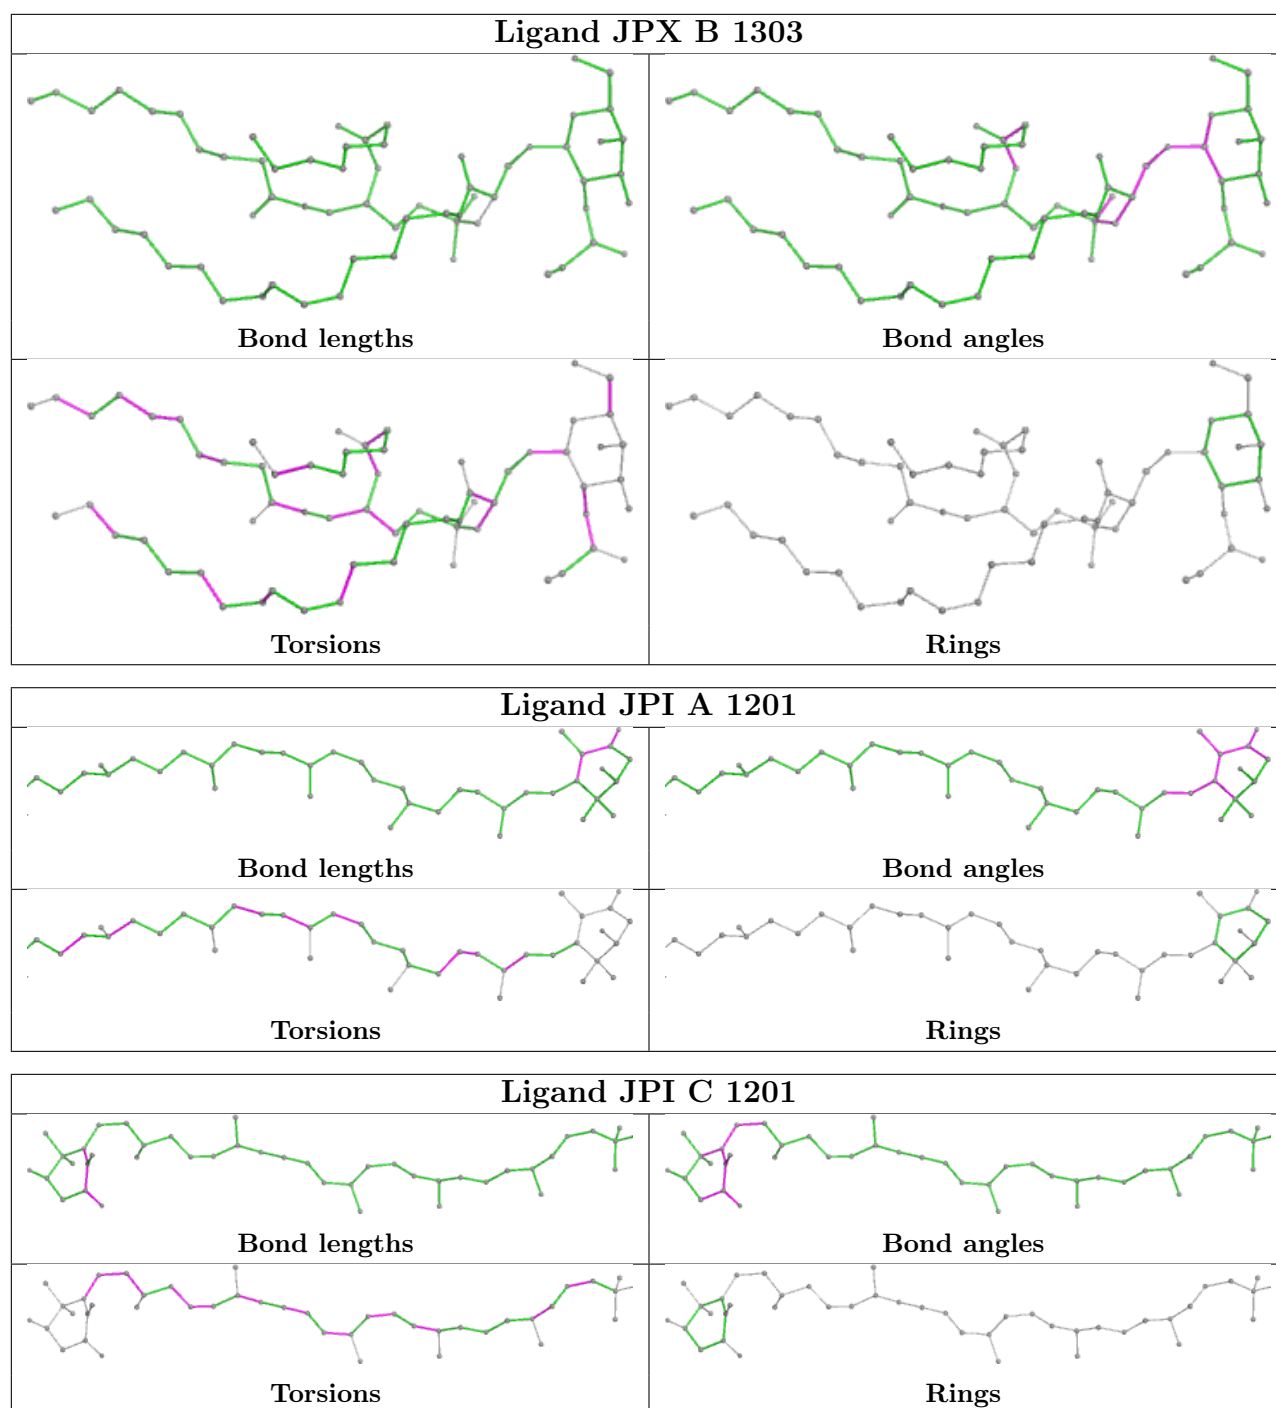 Ligand JPX B 1303
Bond lengths
Bond angles
Torsions
Rings
Ligand JPI A 1201
Bond lengths
Bond angles
Torsions
Rings
Ligand JPI C 1201
Bond lengths
Bond angles
Torsions
Rings